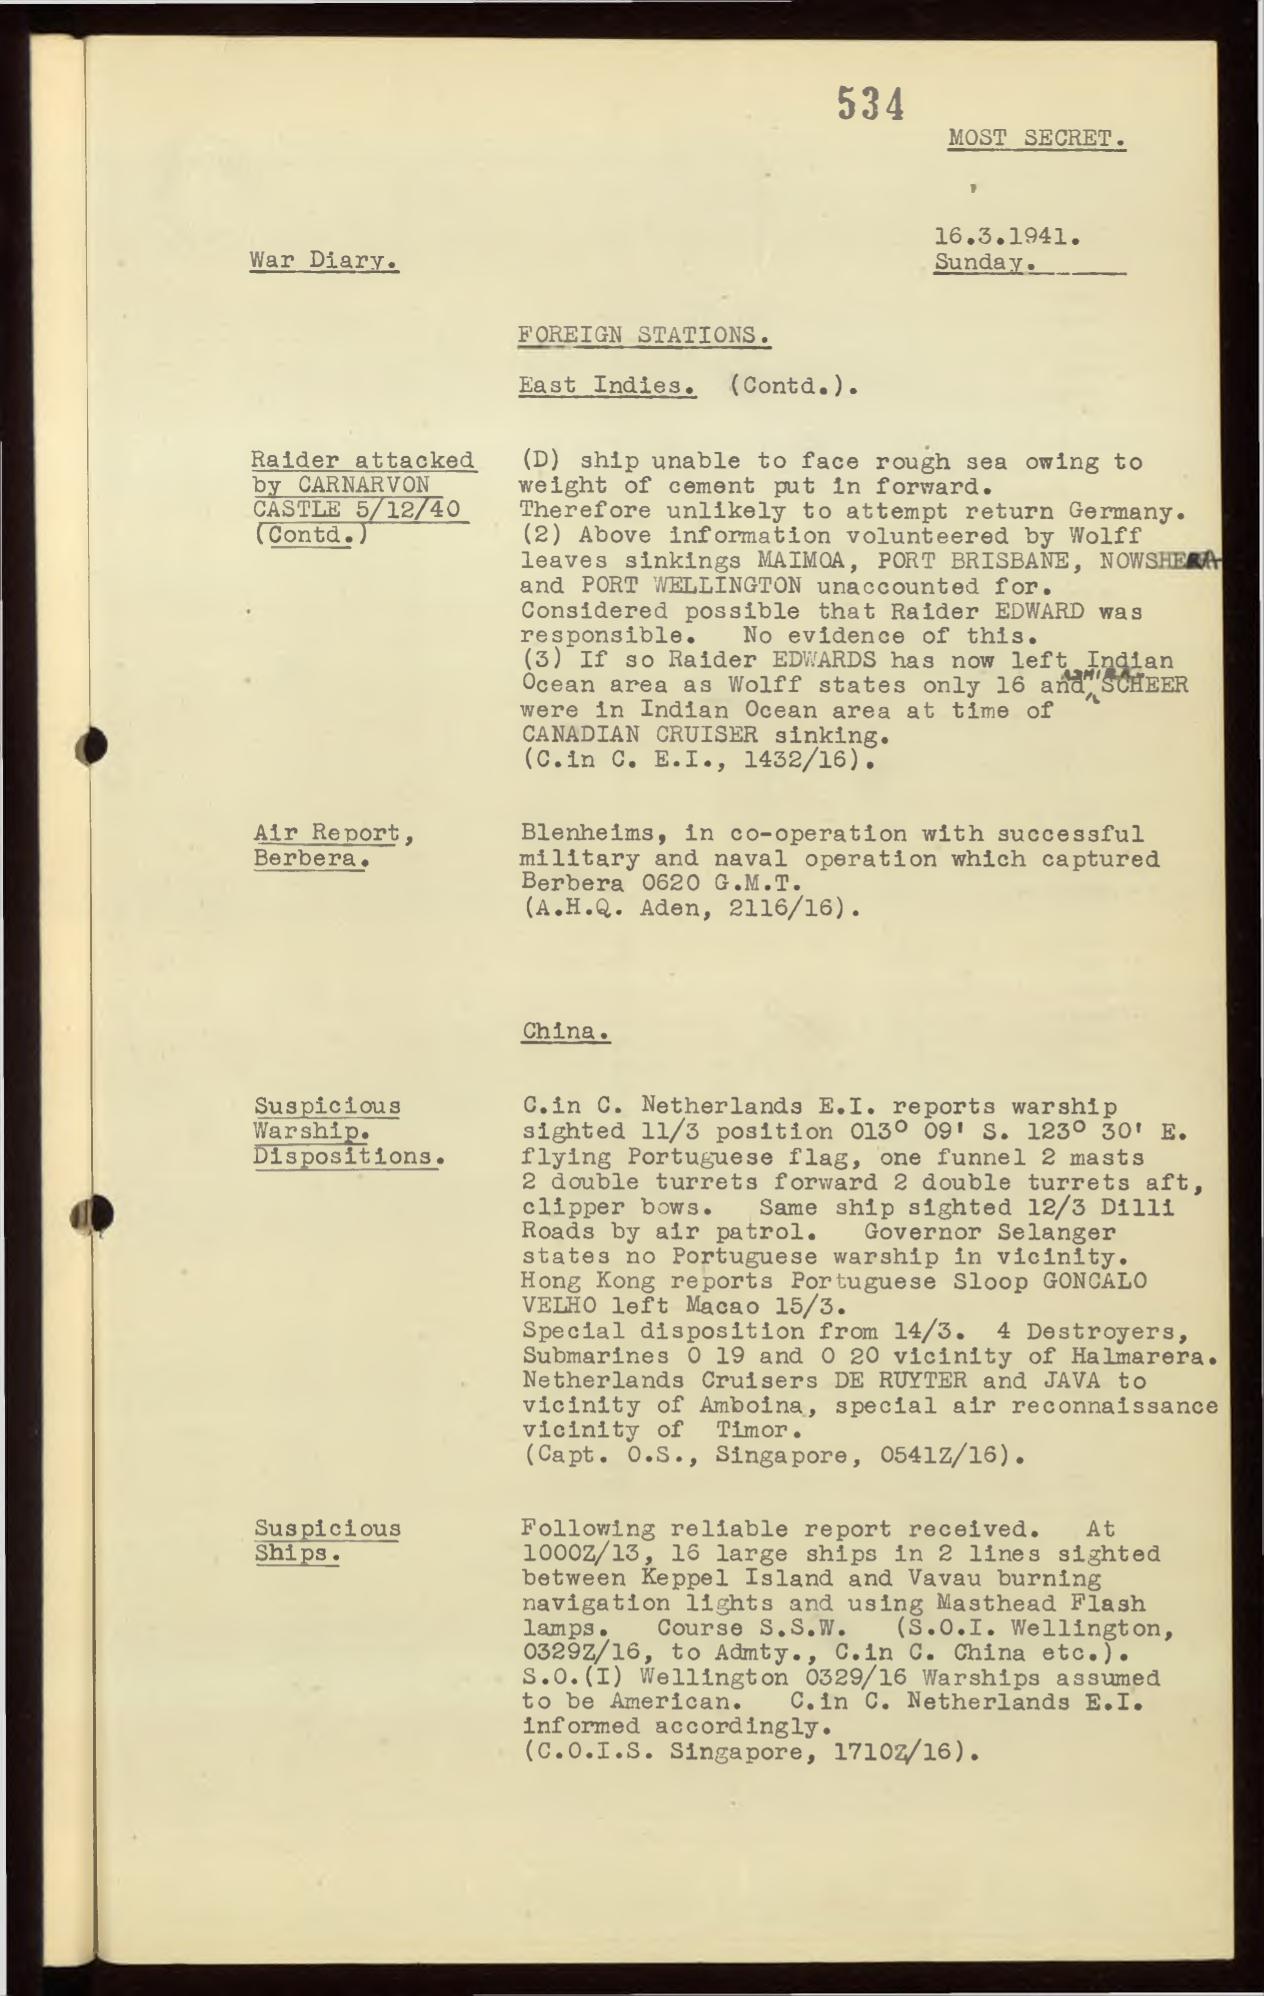 534
MOST SECRET.
16.3.1941.
War Diary.
Sunday.
FOREIGN STATIONS.
East Indies. (Contd.).
Raider attacked
by CARNARVON
CASTLE 5/12/40
(Contd.)
(D) ship unable to face rough sea owing to
weight of cement put in forward.
Therefore unlikely to attempt return Germany.
(2) Above information volunteered by Wolff
leaves sinkings MAIMOA, PORT BRISBANE, NOWSHERA
and PORT WELLINGTON unaccounted for.
Considered possible that Raider EDWARD was
responsible. No evidence of this.
(3) If so Raider EDWARDS has now left Indian
Ocean area as Wolff states only 16 and ADMIRAL SCHEER
were in Indian Ocean area at time of
CANADIAN CRUISER sinking.
(C.in C. E.I., 1432/16).
Air Report,
Berbera.
Blenheims, in co-operation with successful
military and naval operation which captured
Berbera 0620 G.M.T.
(A.H.Q. Aden, 2116/16).
China.
Suspicious
Warship.
Dispositions.
C.in C. Netherlands E.I. reports warship
sighted 11/3 position 013° 09' S. 123° 30' E.
flying Portuguese flag, one funnel 2 masts
2 double turrets forward 2 double turrets aft,
clipper bows. Same ship sighted 12/3 Dilli
Roads by air patrol. Governor Selanger
states no Portuguese warship in vicinity.
Hong Kong reports Portuguese Sloop GONCALO
VELHO left Macao 15/3.
Special disposition from 14/3. 4 Destroyers,
Submarines O 19 and O 20 vicinity of Halmarera.
Netherlands Cruisers DE RUYTER and JAVA to
vicinity of Amboina, special air reconnaissance
vicinity of Timor.
(Capt. O.S., Singapore, 0541Z/16).
Suspicious
Ships.
Following reliable report received. At
1000Z/13, 16 large ships in 2 lines sighted
between Keppel Island and Vavau burning
navigation lights and using Masthead Flash
lamps. Course S.S.W. (S.O.I. Wellington,
0329Z/16, to Admty., C.in C. China etc.).
S.O.(I) Wellington 0329/16 Warships assumed
to be American. C.in C. Netherlands E.I.
informed accordingly.
(C.O.I.S. Singapore, 1710Z/16).